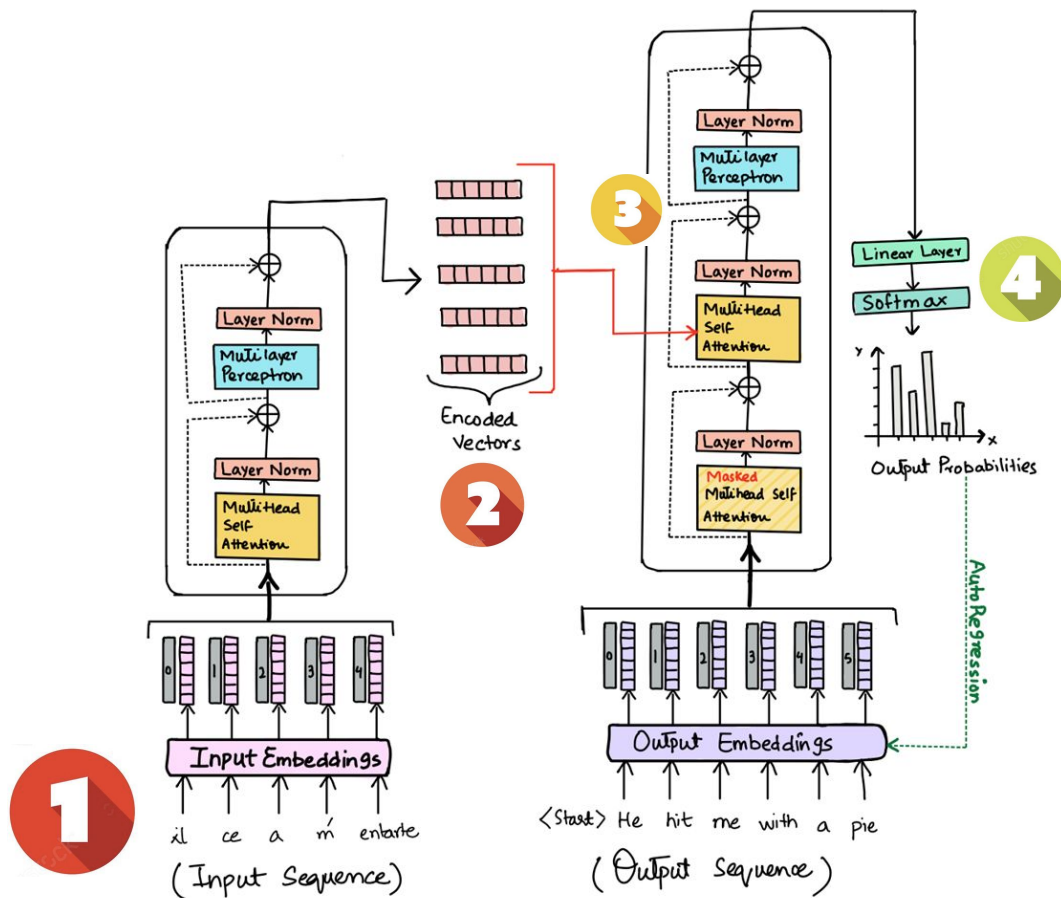 1
il ce a m' entarte
(Input Sequence)
Input Embeddings
0 1 2 3 4
MultiHead
Self
Attention
Layer Norm
Mutilayer
Perceptron
Layer Norm
2
Encoded
Vectors
3
<Start> He hit me with a pie
(Output Sequence)
Output Embeddings
0 1 2 3 4 5
Masked
Multihead Self
Attention
Layer Norm
MultiHead
Self
Attention
Layer Norm
Mutilayer
Perceptron
Layer Norm
4
Linear Layer
Softmax
Y
X
Output Probabilities
AutoRegression